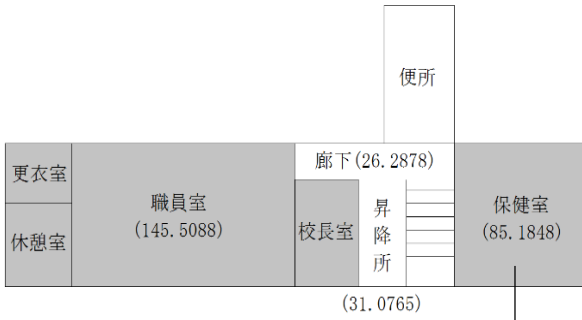 便所
廊下(26.2878)
更衣室
職員室
(145.5088)
休憩室
校長室
昇降所
保健室
(85.1848)
(31.0765)